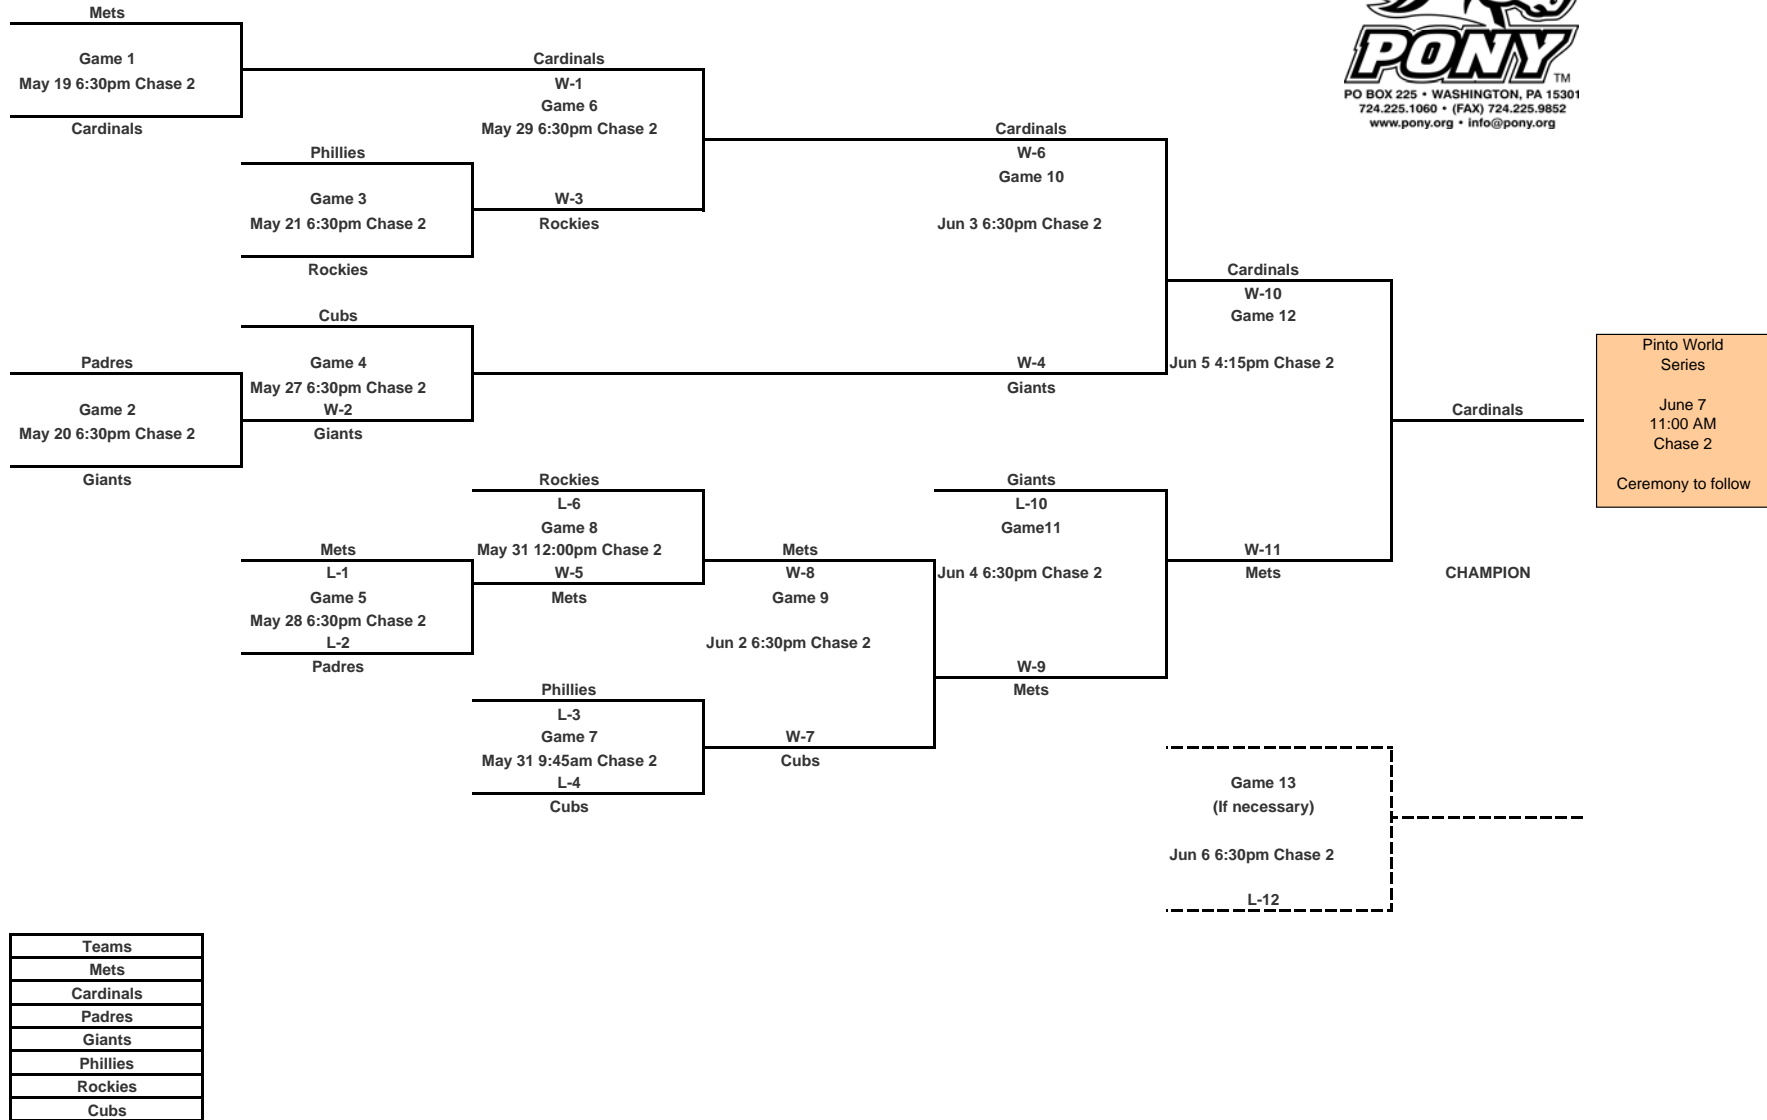 Mets
Game 1
May 19 6:30pm Chase 2
Cardinals
Cardinals
W-1
Game 6
May 29 6:30pm Chase 2
Phillies
Game 3
May 21 6:30pm Chase 2
Rockies
W-3
Rockies
Cardinals
W-6
Game 10
Jun 3 6:30pm Chase 2
PONY
TM
PO BOX 225 • WASHINGTON, PA 15301
724.225.1060 • (FAX) 724.225.9852
www.pony.org • info@pony.org
Cubs
Game 4
May 27 6:30pm Chase 2
W-2
Giants
Padres
Game 2
May 20 6:30pm Chase 2
Giants
W-4
Giants
Cardinals
W-10
Game 12
Jun 5 4:15pm Chase 2
Cardinals
Pinto World
Series
June 7
11:00 AM
Chase 2
Ceremony to follow
Rockies
L-6
Game 8
May 31 12:00pm Chase 2
W-5
Mets
Mets
L-1
Game 5
May 28 6:30pm Chase 2
L-2
Padres
Mets
W-8
Game 9
Jun 2 6:30pm Chase 2
Giants
L-10
Game11
Jun 4 6:30pm Chase 2
W-11
Mets
CHAMPION
W-9
Mets
Phillies
L-3
Game 7
May 31 9:45am Chase 2
L-4
Cubs
W-7
Cubs
Game 13
(If necessary)
Jun 6 6:30pm Chase 2
L-12
Teams
Mets
Cardinals
Padres
Giants
Phillies
Rockies
Cubs